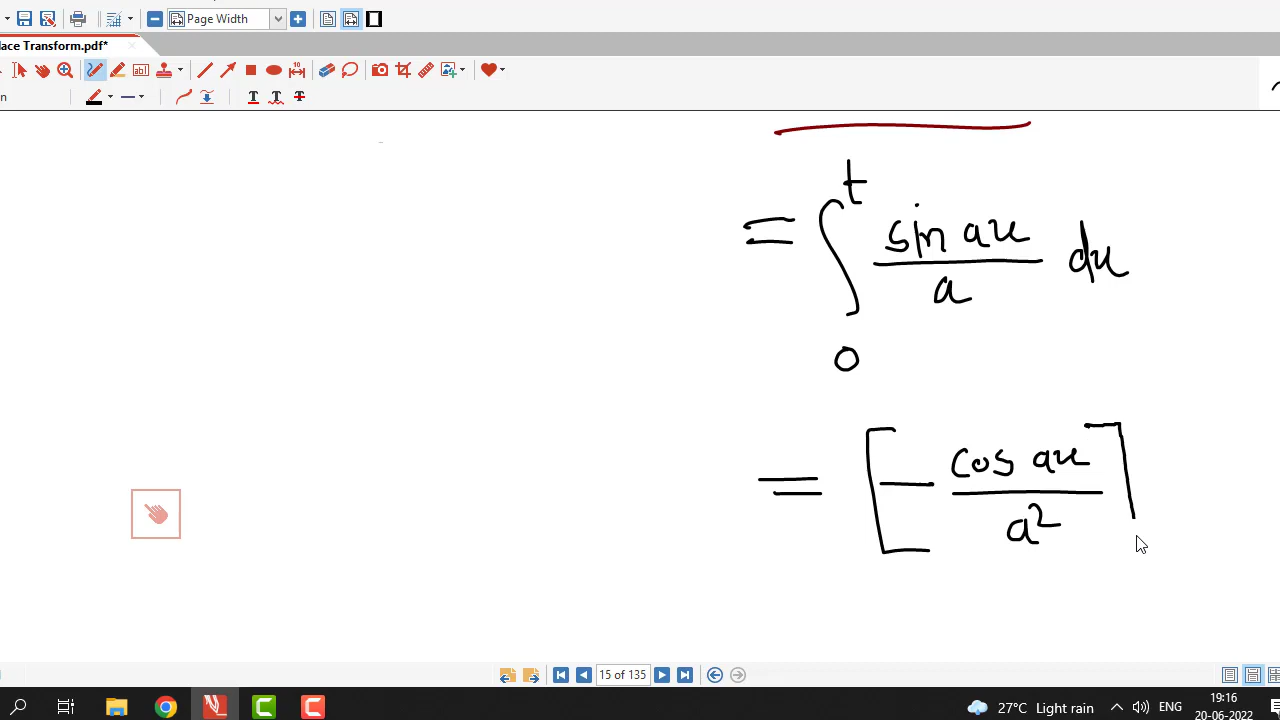 Page Width
lace Transform.pdf*
n
= ∫₀ᵗ sin au / a du
= [ - cos au / a²
15 of 135
19:16
27°C Light rain
ENG
20-06-2022